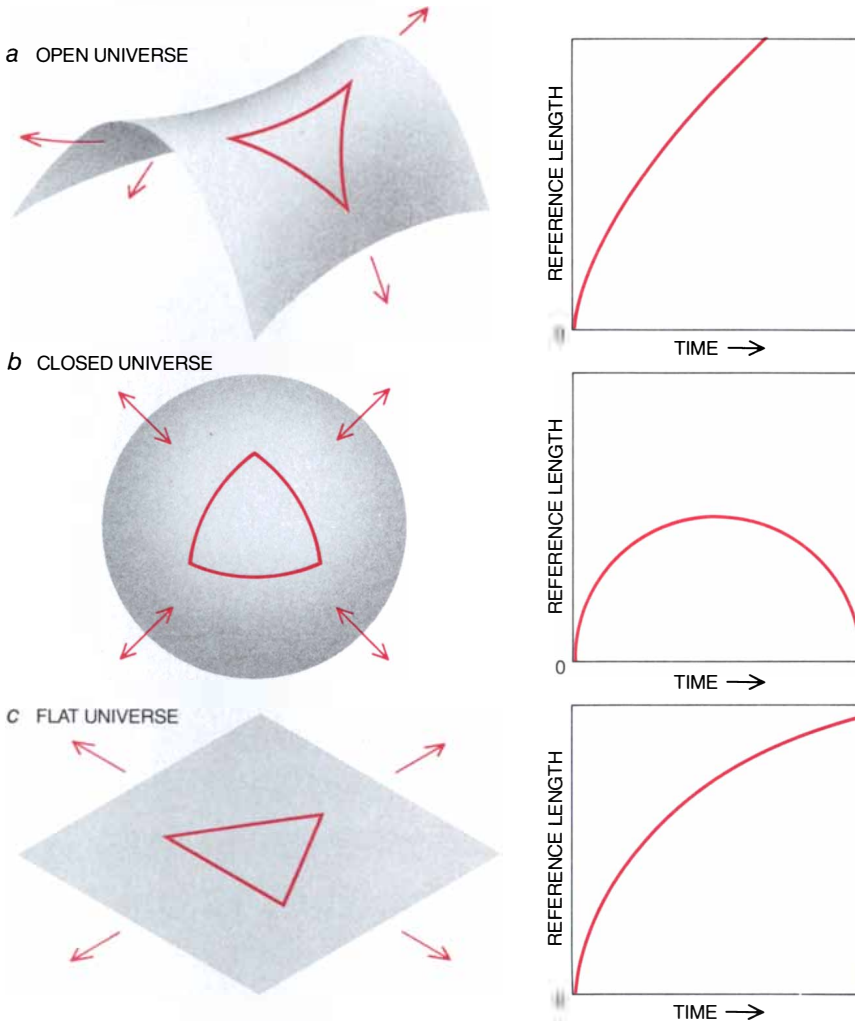 a OPEN UNIVERSE
REFERENCE LENGTH
TIME →
b CLOSED UNIVERSE
REFERENCE LENGTH
0
TIME →
c FLAT UNIVERSE
REFERENCE LENGTH
TIME →